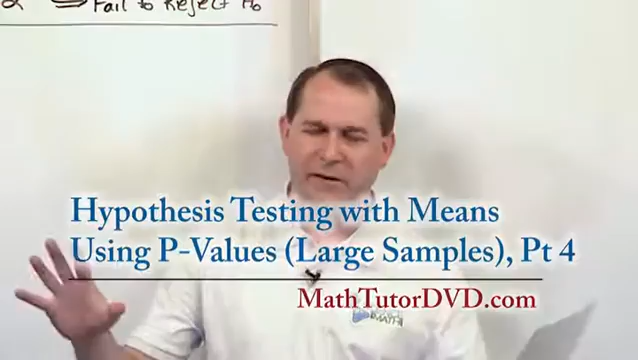 ⟹ Fail to Reject H₀
Hypothesis Testing with Means
Using P-Values (Large Samples), Pt 4
MathTutorDVD.com